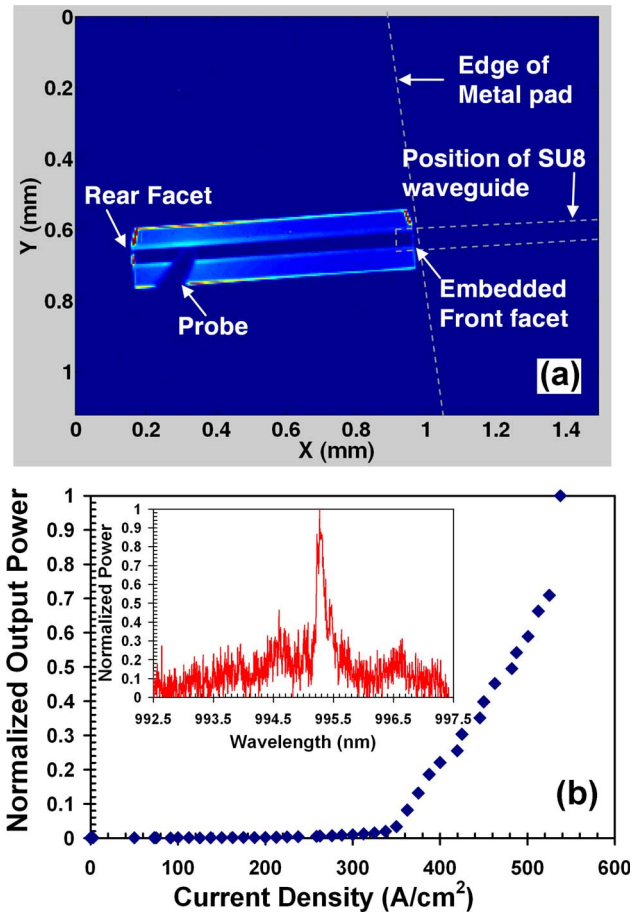 0
0.2
0.4
0.6
0.8
1
Y (mm)
Edge of
Metal pad
Position of SU8
waveguide
Rear Facet
Probe
Embedded
Front facet
(a)
0 0.2 0.4 0.6 0.8 1 1.2 1.4
X (mm)
1
0.9
0.8
0.7
0.6
0.5
0.4
0.3
0.2
0.1
0
Normalized Output Power
1
0.9
0.8
0.7
0.6
0.5
0.4
0.3
0.2
0.1
0
Normalized Power
992.5 993.5 994.5 995.5 996.5 997.5
Wavelength (nm)
(b)
0 100 200 300 400 500 600
Current Density (A/cm²)